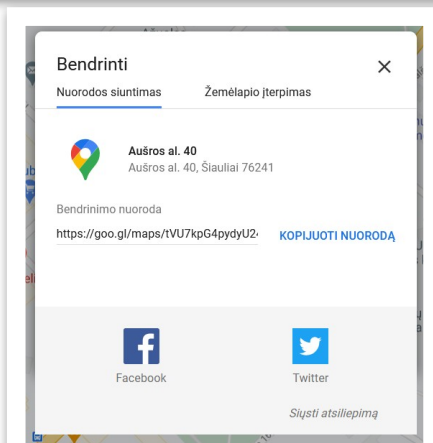 Bendrinti
Nuorodos siuntimas
Žemėlapio įterpimas
Aušros al. 40
Aušros al. 40, Šiauliai 76241
Bendrinimo nuoroda
https://goo.gl/maps/tVU7kpG4pydyU2
KOPIJUOTI NUORODĄ
Facebook
Twitter
Siųsti atsiliepimą